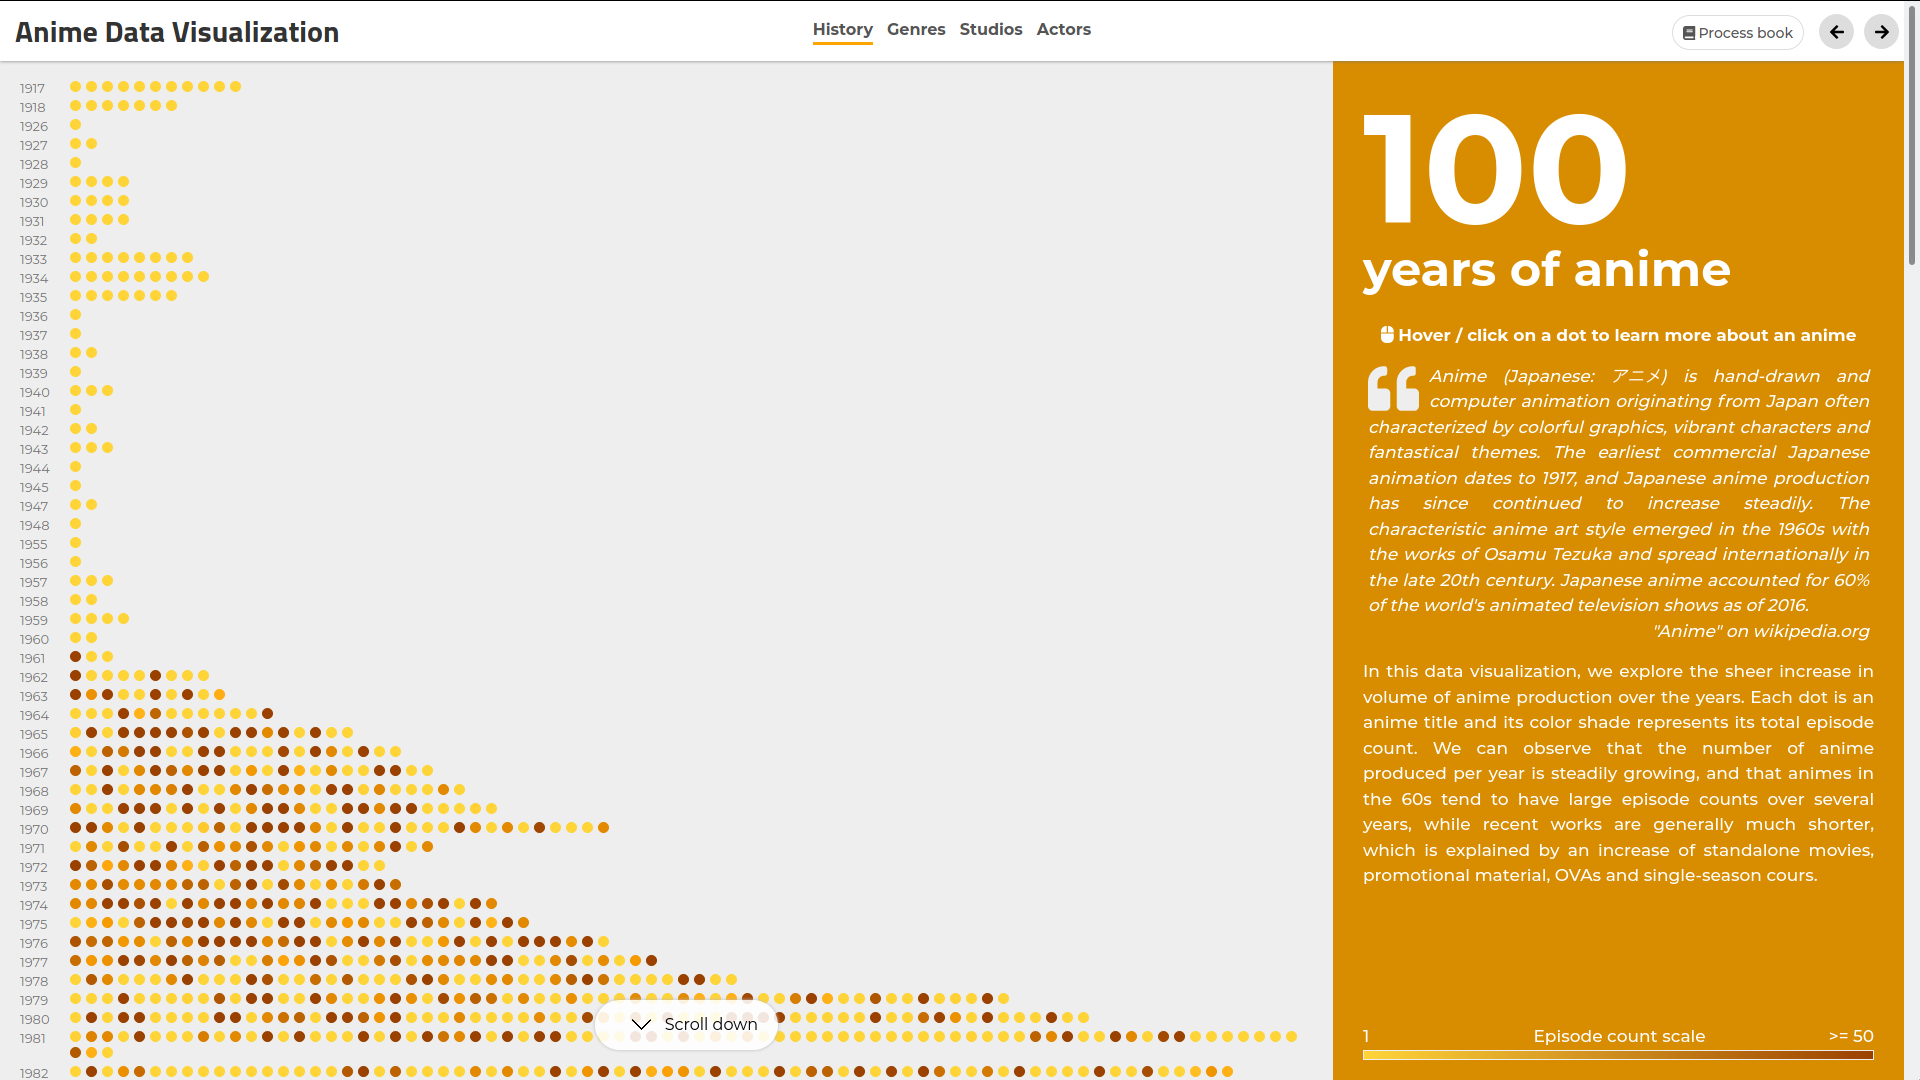 Anime Data Visualization
History Genres Studios Actors
Process book
1917
1918
1926
1927
1928
1929
1930
1931
1932
1933
1934
1935
1936
1937
1938
1939
1940
1941
1942
1943
1944
1945
1947
1948
1955
1956
1957
1958
1959
1960
1961
1962
1963
1964
1965
1966
1967
1968
1969
1970
1971
1972
1973
1974
1975
1976
1977
1978
1979
1980
1981
1982
Scroll down
100
years of anime
Hover / click on a dot to learn more about an anime
Anime (Japanese: アニメ) is hand-drawn and
computer animation originating from Japan often
characterized by colorful graphics, vibrant characters and
fantastical themes. The earliest commercial Japanese
animation dates to 1917, and Japanese anime production
has since continued to increase steadily. The
characteristic anime art style emerged in the 1960s with
the works of Osamu Tezuka and spread internationally in
the late 20th century. Japanese anime accounted for 60%
of the world's animated television shows as of 2016.
"Anime" on wikipedia.org
In this data visualization, we explore the sheer increase in
volume of anime production over the years. Each dot is an
anime title and its color shade represents its total episode
count. We can observe that the number of anime
produced per year is steadily growing, and that animes in
the 60s tend to have large episode counts over several
years, while recent works are generally much shorter,
which is explained by an increase of standalone movies,
promotional material, OVAs and single-season cours.
1 Episode count scale >= 50